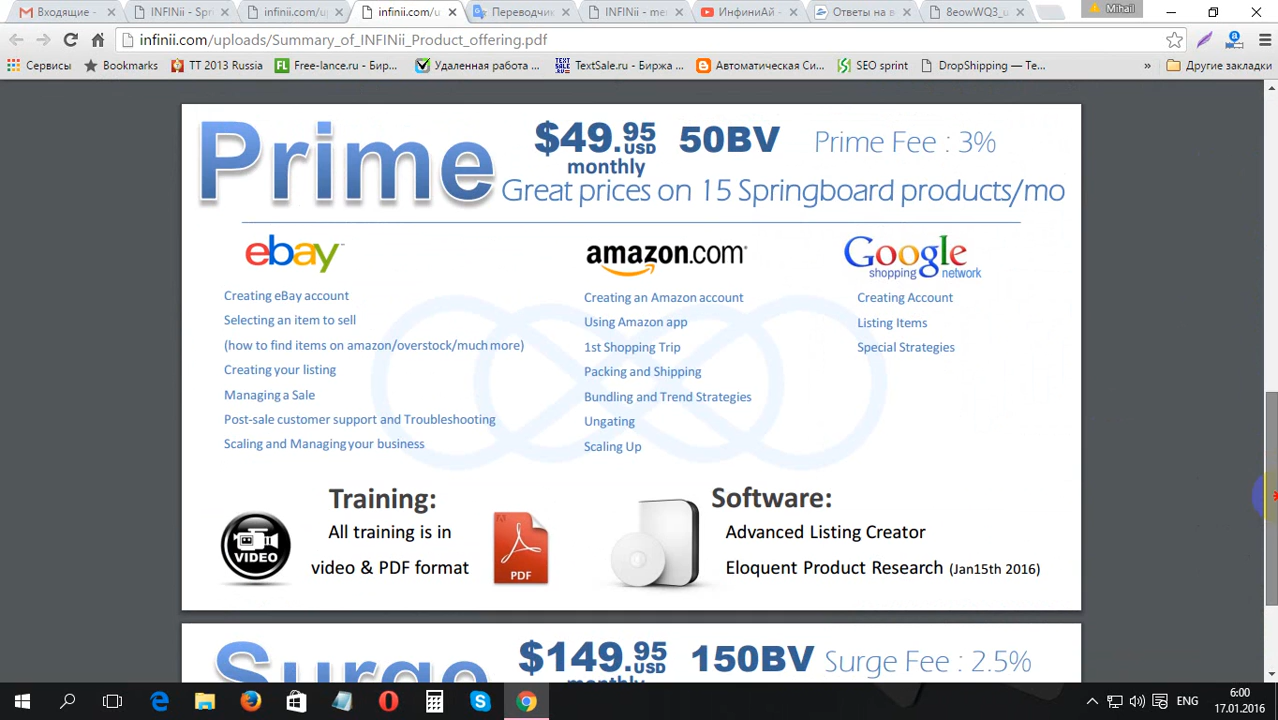 Входящие -
INFINii - Spri
infinii.com/up
infinii.com/u
Переводчик
INFINii - mer
ИнфиниАй -
Ответы на в
8eowWQ3_u
Mihail
infinii.com/uploads/Summary_of_INFINii_Product_offering.pdf
Сервисы
Bookmarks
TT 2013 Russia
Free-lance.ru - Бир...
Удаленная работа ...
TextSale.ru - Биржа ...
Автоматическая Си...
SEO sprint
DropShipping — Te...
»
Другие закладки
Prime
$49.95 USD monthly
50BV
Prime Fee : 3%
Great prices on 15 Springboard products/mo
ebay™
Creating eBay account
Selecting an item to sell
(how to find items on amazon/overstock/much more)
Creating your listing
Managing a Sale
Post-sale customer support and Troubleshooting
Scaling and Managing your business
amazon.com
Creating an Amazon account
Using Amazon app
1st Shopping Trip
Packing and Shipping
Bundling and Trend Strategies
Ungating
Scaling Up
Google
shopping network
Creating Account
Listing Items
Special Strategies
Training:
VIDEO
All training is in
video & PDF format
PDF
Software:
Advanced Listing Creator
Eloquent Product Research (Jan15th 2016)
Surge
$149.95 USD monthly
150BV
Surge Fee : 2.5%
ENG
6:00
17.01.2016